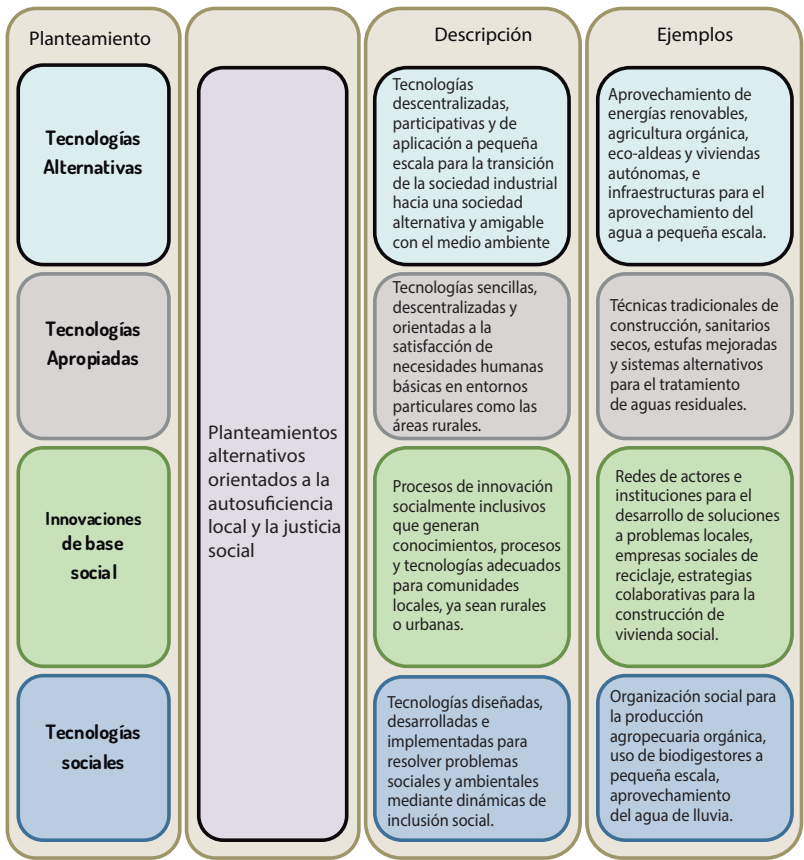 Planteamiento
Descripción
Ejemplos
Tecnologías
Alternativas
Planteamientos
alternativos
orientados a la
autosuficiencia
local y la justicia
social
Tecnologías
descentralizadas,
participativas y de
aplicación a pequeña
escala para la transición
de la sociedad industrial
hacia una sociedad
alternativa y amigable
con el medio ambiente
Aprovechamiento de
energías renovables,
agricultura orgánica,
eco-aldeas y viviendas
autónomas, e
infraestructuras para el
aprovechamiento del
agua a pequeña escala.
Tecnologías
Apropiadas
Tecnologías sencillas,
descentralizadas y
orientadas a la
satisfacción de
necesidades humanas
básicas en entornos
particulares como las
áreas rurales.
Técnicas tradicionales de
construcción, sanitarios
secos, estufas mejoradas
y sistemas alternativos
para el tratamiento
de aguas residuales.
Innovaciones
de base
social
Procesos de innovación
socialmente inclusivos
que generan
conocimientos, procesos
y tecnologías adecuados
para comunidades
locales, ya sean rurales
o urbanas.
Redes de actores e
instituciones para el
desarrollo de soluciones
a problemas locales,
empresas sociales de
reciclaje, estrategias
colaborativas para la
construcción de
vivienda social.
Tecnologías
sociales
Tecnologías diseñadas,
desarrolladas e
implementadas para
resolver problemas
sociales y ambientales
mediante dinámicas de
inclusión social.
Organización social para
la producción
agropecuaria orgánica,
uso de biodigestores a
pequeña escala,
aprovechamiento
del agua de lluvia.